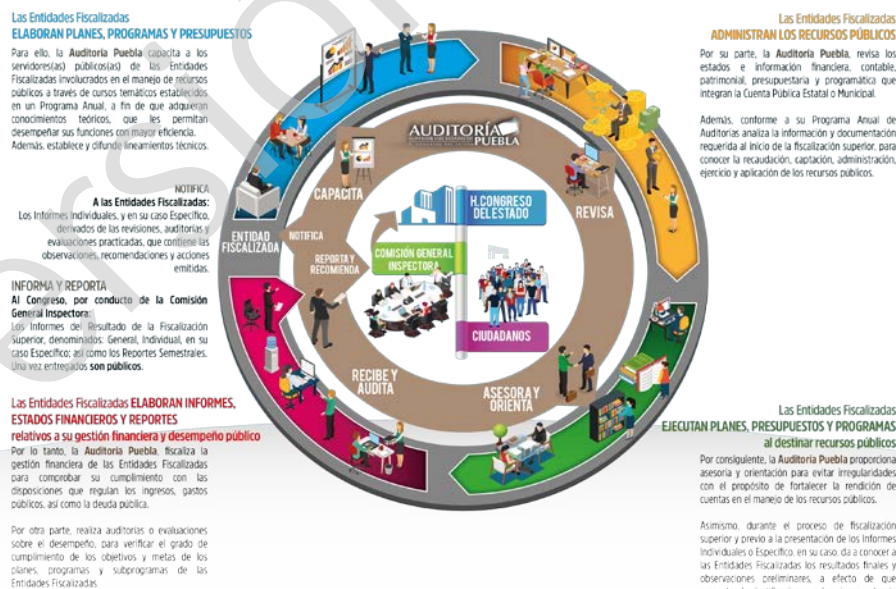 Las Entidades Fiscalizadas
ELABORAN PLANES, PROGRAMAS Y PRESUPUESTOS
Para ello, la Auditoría Puebla capacita a los
servidores(as) públicos(as) de las Entidades
Fiscalizadas involucrados en el manejo de recursos
públicos a través de cursos temáticos establecidos
en un Programa Anual, a fin de que adquieran
conocimientos teóricos, que les permitan
desempeñar sus funciones con mayor eficiencia.
Además, establece y difunde lineamientos técnicos.
NOTIFICA
A las Entidades Fiscalizadas:
Los Informes Individuales, y en su caso Específico,
derivados de las revisiones, auditorías y
evaluaciones practicadas, que contiene las
observaciones, recomendaciones y acciones
emitidas.
INFORMA Y REPORTA
Al Congreso, por conducto de la Comisión
General Inspectora:
Los Informes del Resultado de la Fiscalización
Superior, denominados: General, Individual, en su
caso Específico; así como los Reportes Semestrales.
Una vez entregados son públicos.
Las Entidades Fiscalizadas ELABORAN INFORMES,
ESTADOS FINANCIEROS Y REPORTES
relativos a su gestión financiera y desempeño público
Por lo tanto, la Auditoría Puebla, fiscaliza la
gestión financiera de las Entidades Fiscalizadas
para comprobar su cumplimiento con las
disposiciones que regulan los ingresos, gastos
públicos, así como la deuda pública.
Por otra parte, realiza auditorías o evaluaciones
sobre el desempeño, para verificar el grado de
cumplimiento de los objetivos y metas de los
planes, programas y subprogramas de las
Entidades Fiscalizadas.
AUDITORÍA
PUEBLA
CAPACITA
REVISA
ENTIDAD
FISCALIZADA
NOTIFICA
REPORTA Y
RECOMIENDA
H. CONGRESO
DEL ESTADO
COMISIÓN GENERAL
INSPECTORA
CIUDADANOS
RECIBE Y
AUDITA
ASESORA Y
ORIENTA
Las Entidades Fiscalizadas
ADMINISTRAN LOS RECURSOS PÚBLICOS
Por su parte, la Auditoría Puebla, revisa los
estados e información financiera, contable,
patrimonial, presupuestaria y programática que
integran la Cuenta Pública Estatal o Municipal.
Además, conforme a su Programa Anual de
Auditorías analiza la información y documentación
requerida al inicio de la fiscalización superior, para
conocer la recaudación, captación, administración,
ejercicio y aplicación de los recursos públicos.
Las Entidades Fiscalizadas
EJECUTAN PLANES, PRESUPUESTOS Y PROGRAMAS
al destinar recursos públicos
Por consiguiente, la Auditoría Puebla proporciona
asesoría y orientación para evitar irregularidades
con el propósito de fortalecer la rendición de
cuentas en el manejo de los recursos públicos.
Asimismo, durante el proceso de fiscalización
superior y previo a la presentación de los Informes
Individuales o Específico, en su caso, da a conocer a
las Entidades Fiscalizadas los resultados finales y
observaciones preliminares, a efecto de que